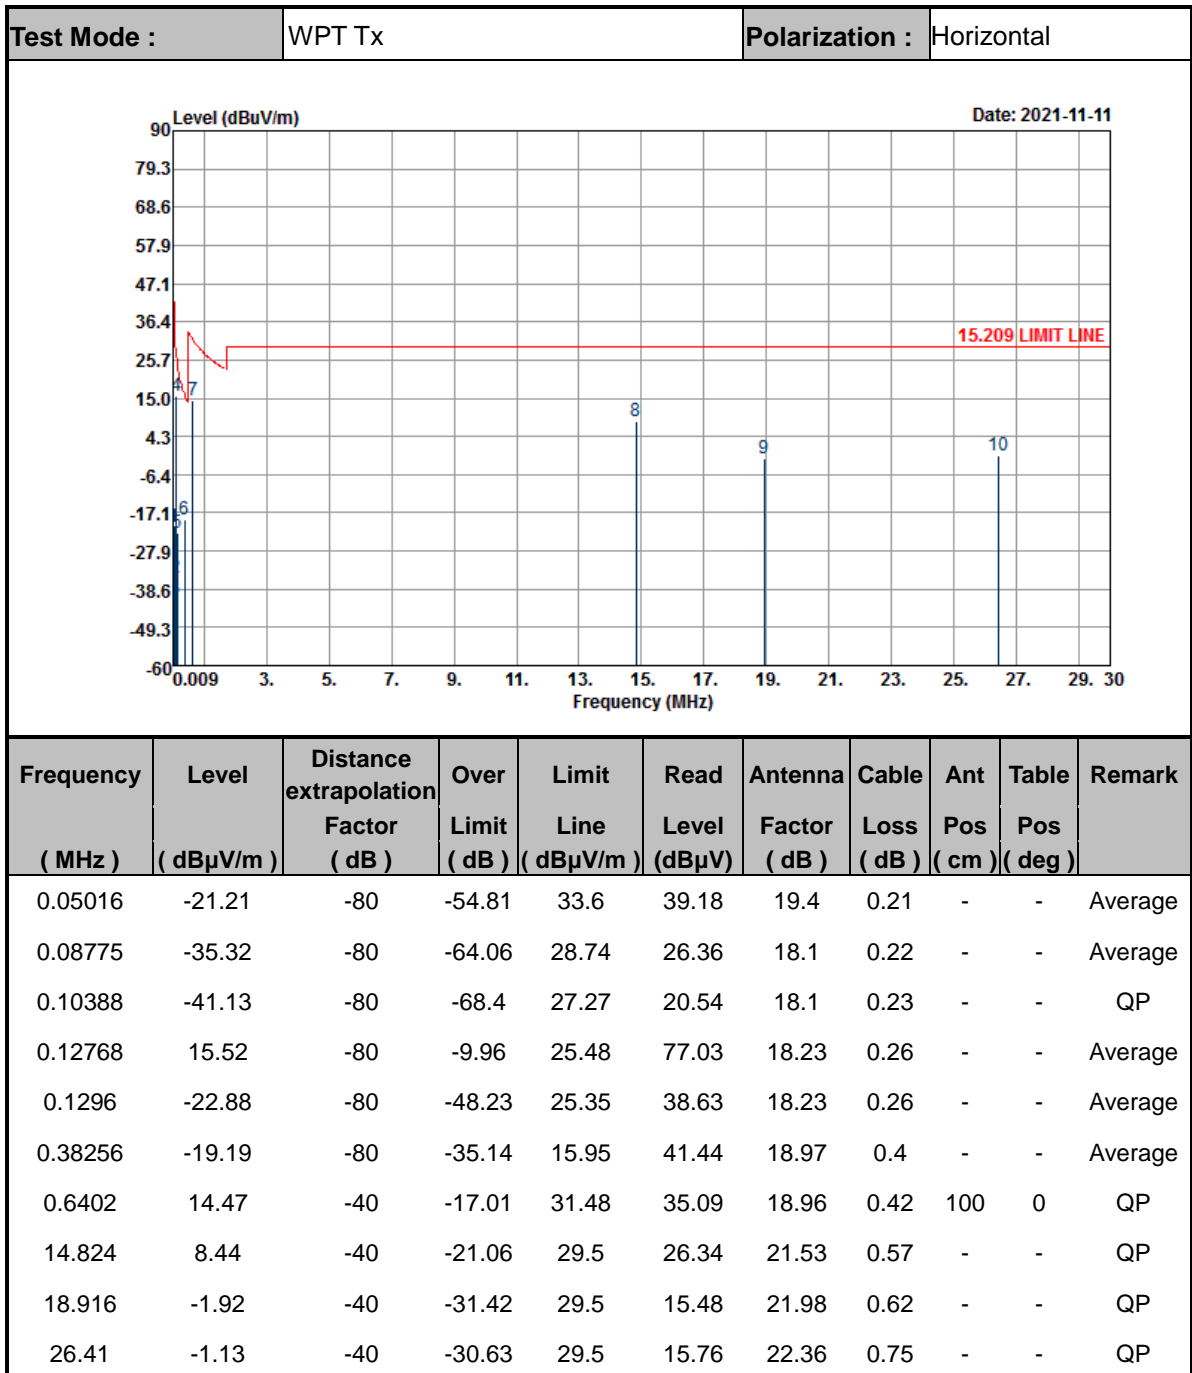 Test Mode : WPT Tx Polarization : Horizontal
Level (dBuV/m) Date: 2021-11-11
90
79.3
68.6
57.9
47.1
36.4
15.209 LIMIT LINE
25.7
4 7
15.0
8
4.3
9 10
-6.4
6
-17.1
5
-27.9
-38.6
-49.3
-60
0.009 3. 5. 7. 9. 11. 13. 15. 17. 19. 21. 23. 25. 27. 29. 30
Frequency (MHz)
Frequency Level Distance extrapolation Over Limit Read Antenna Cable Ant Table Remark
Factor Limit Line Level Factor Loss Pos Pos
( MHz ) ( dBµV/m ) ( dB ) ( dB ) ( dBµV/m ) (dBµV) ( dB ) ( dB ) ( cm ) ( deg )
0.05016 -21.21 -80 -54.81 33.6 39.18 19.4 0.21 - - Average
0.08775 -35.32 -80 -64.06 28.74 26.36 18.1 0.22 - - Average
0.10388 -41.13 -80 -68.4 27.27 20.54 18.1 0.23 - - QP
0.12768 15.52 -80 -9.96 25.48 77.03 18.23 0.26 - - Average
0.1296 -22.88 -80 -48.23 25.35 38.63 18.23 0.26 - - Average
0.38256 -19.19 -80 -35.14 15.95 41.44 18.97 0.4 - - Average
0.6402 14.47 -40 -17.01 31.48 35.09 18.96 0.42 100 0 QP
14.824 8.44 -40 -21.06 29.5 26.34 21.53 0.57 - - QP
18.916 -1.92 -40 -31.42 29.5 15.48 21.98 0.62 - - QP
26.41 -1.13 -40 -30.63 29.5 15.76 22.36 0.75 - - QP